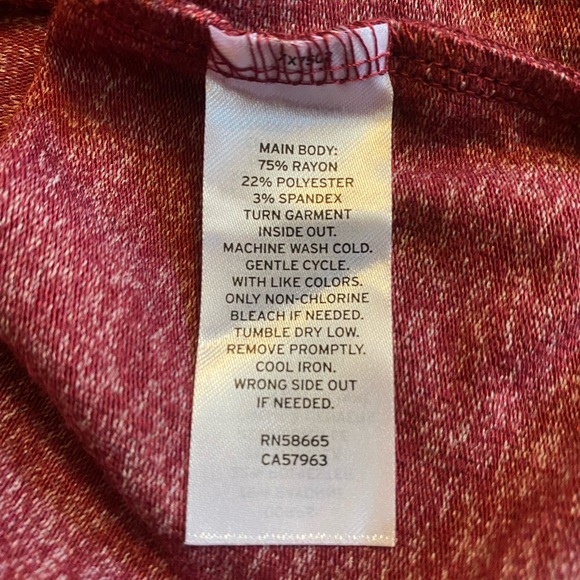 MAIN BODY:
75% RAYON
22% POLYESTER
3% SPANDEX
TURN GARMENT
INSIDE OUT.
MACHINE WASH COLD.
GENTLE CYCLE.
WITH LIKE COLORS.
ONLY NON-CHLORINE
BLEACH IF NEEDED.
TUMBLE DRY LOW.
REMOVE PROMPTLY.
COOL IRON.
WRONG SIDE OUT
IF NEEDED.
RN58665
CA57963